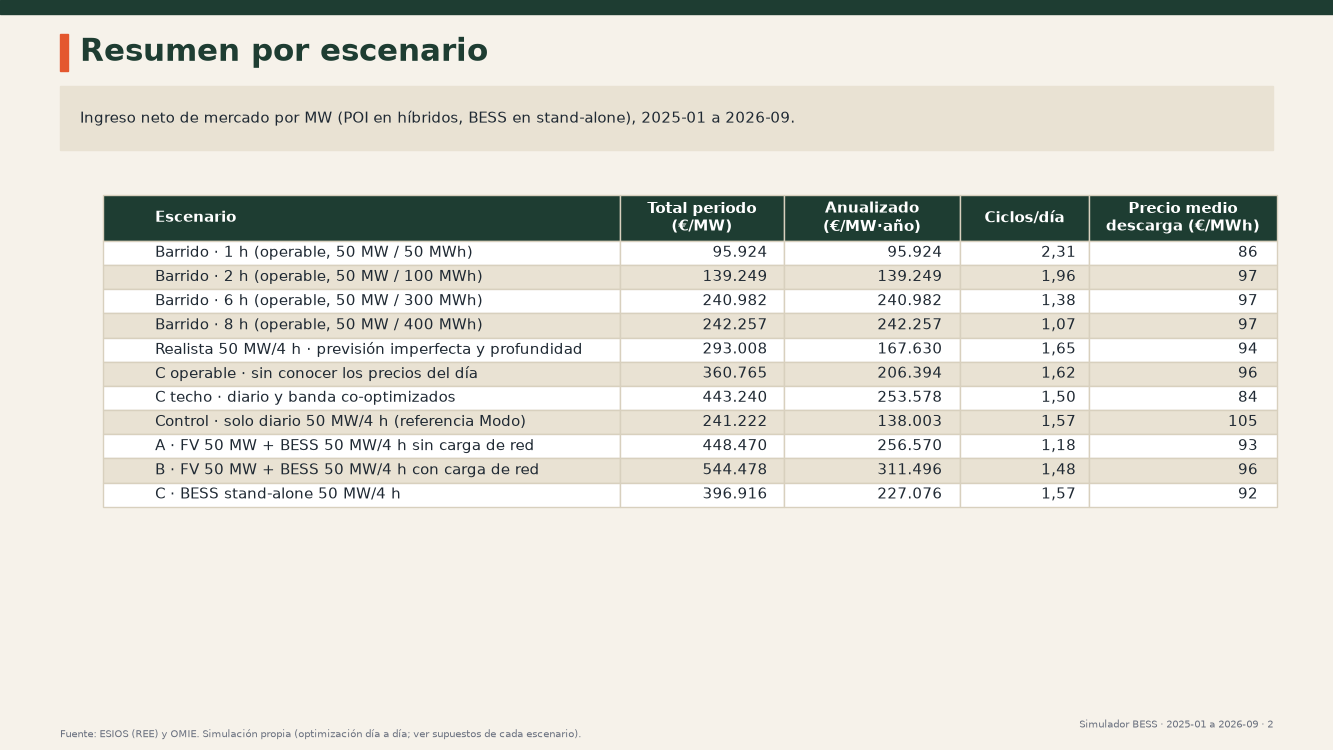 Resumen por escenario
Ingreso neto de mercado por MW (POI en híbridos, BESS en stand-alone), 2025-01 a 2026-09.
Escenario Total periodo (€/MW) Anualizado (€/MW·año) Ciclos/día Precio medio descarga (€/MWh)
Barrido · 1 h (operable, 50 MW / 50 MWh) 95.924 95.924 2,31 86
Barrido · 2 h (operable, 50 MW / 100 MWh) 139.249 139.249 1,96 97
Barrido · 6 h (operable, 50 MW / 300 MWh) 240.982 240.982 1,38 97
Barrido · 8 h (operable, 50 MW / 400 MWh) 242.257 242.257 1,07 97
Realista 50 MW/4 h · previsión imperfecta y profundidad 293.008 167.630 1,65 94
C operable · sin conocer los precios del día 360.765 206.394 1,62 96
C techo · diario y banda co-optimizados 443.240 253.578 1,50 84
Control · solo diario 50 MW/4 h (referencia Modo) 241.222 138.003 1,57 105
A · FV 50 MW + BESS 50 MW/4 h sin carga de red 448.470 256.570 1,18 93
B · FV 50 MW + BESS 50 MW/4 h con carga de red 544.478 311.496 1,48 96
C · BESS stand-alone 50 MW/4 h 396.916 227.076 1,57 92
Simulador BESS · 2025-01 a 2026-09 · 2
Fuente: ESIOS (REE) y OMIE. Simulación propia (optimización día a día; ver supuestos de cada escenario).